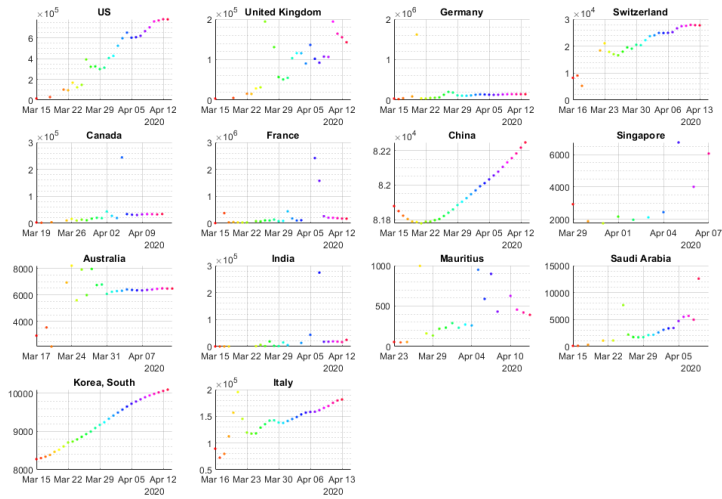 US
×10^5
6
4
2
0
Mar 15 Mar 22 Mar 29 Apr 05 Apr 12
2020
United Kingdom
×10^5
2
1
0
Mar 15 Mar 22 Mar 29 Apr 05 Apr 12
2020
Germany
×10^6
2
1
0
Mar 15 Mar 22 Mar 29 Apr 05 Apr 12
2020
Switzerland
×10^4
3
2
1
0
Mar 16 Mar 23 Mar 30 Apr 06 Apr 13
2020
Canada
×10^5
3
2
1
0
Mar 19 Mar 26 Apr 02 Apr 09
2020
France
×10^6
3
2
1
0
Mar 15 Mar 22 Mar 29 Apr 05 Apr 12
2020
China
×10^4
8.22
8.2
8.18
Mar 15 Mar 22 Mar 29 Apr 05 Apr 12
2020
Singapore
6000
4000
2000
Mar 29 Apr 01 Apr 04 Apr 07
2020
Australia
8000
6000
4000
Mar 17 Mar 24 Mar 31 Apr 07
2020
India
×10^5
3
2
1
0
Mar 15 Mar 22 Mar 29 Apr 05 Apr 12
2020
Mauritius
1000
500
0
Mar 23 Mar 29 Apr 04 Apr 10
2020
Saudi Arabia
15000
10000
5000
0
Mar 15 Mar 22 Mar 29 Apr 05
2020
Korea, South
10000
9000
8000
Mar 15 Mar 22 Mar 29 Apr 05 Apr 12
2020
Italy
×10^5
2
1.5
1
0.5
Mar 16 Mar 23 Mar 30 Apr 06 Apr 13
2020